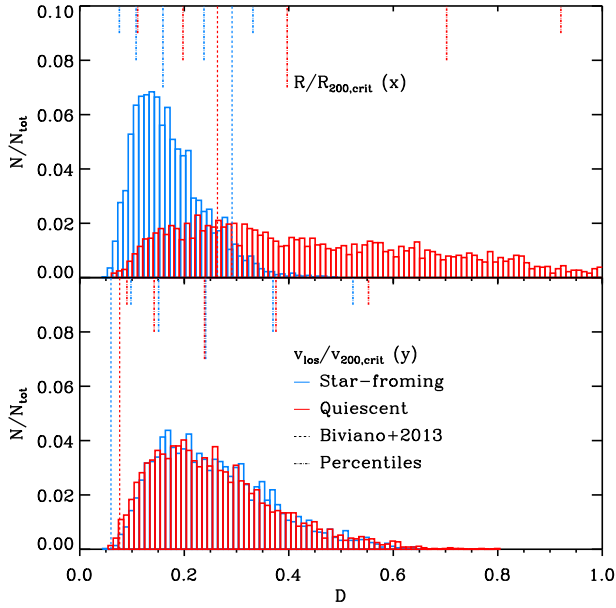 0.10
0.08
0.06
0.04
0.02
0.00
N/N_tot
R/R_200,crit (x)
0.08
0.06
0.04
0.02
0.00
N/N_tot
v_los/v_200,crit (y)
Star-froming
Quiescent
Biviano+2013
Percentiles
0.0 0.2 0.4 0.6 0.8 1.0
D